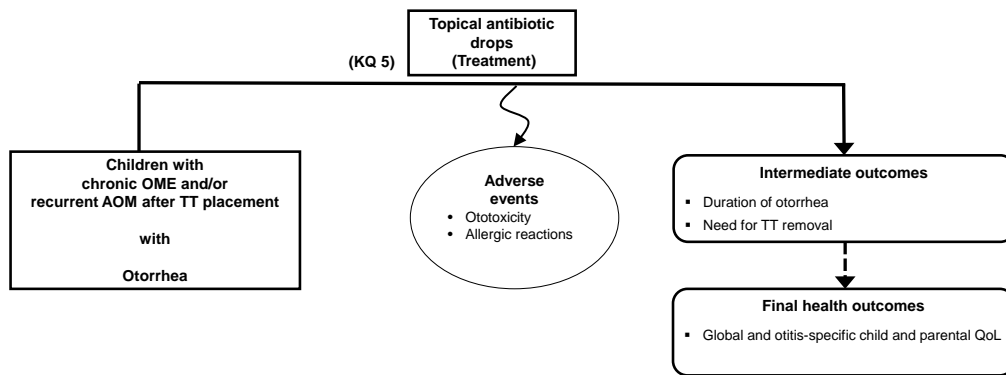 Topical antibiotic
drops
(Treatment)
(KQ 5)
Children with
chronic OME and/or
recurrent AOM after TT placement
with
Otorrhea
Adverse
events
• Ototoxicity
• Allergic reactions
Intermediate outcomes
▪ Duration of otorrhea
▪ Need for TT removal
Final health outcomes
▪ Global and otitis-specific child and parental QoL